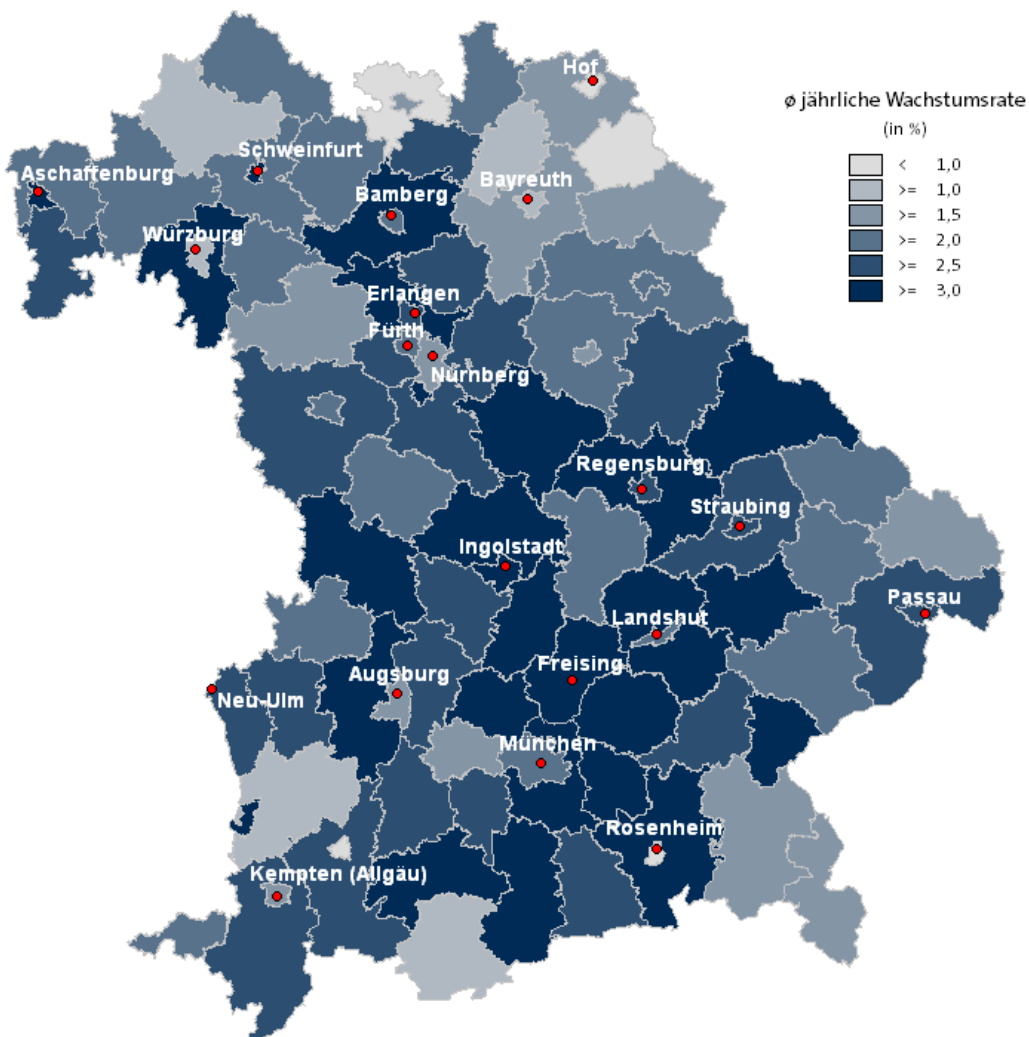 Hof
ø jährliche Wachstumsrate
(in %)
< 1,0
>= 1,0
>= 1,5
>= 2,0
>= 2,5
>= 3,0
Schweinfurt
Aschaffenburg
Bayreuth
Bamberg
Würzburg
Erlangen
Fürth
Nürnberg
Regensburg
Straubing
Ingolstadt
Passau
Landshut
Freising
Augsburg
Neu-Ulm
München
Rosenheim
Kempten (Allgäu)